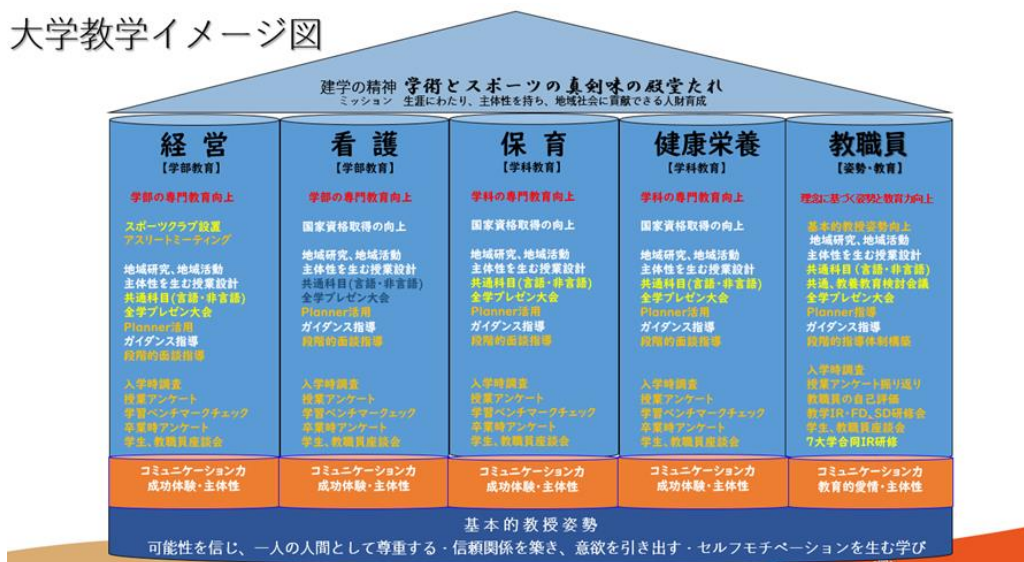 大学教学イメージ図
建学の精神 学術とスポーツの真剣味の殿堂たれ
ミッション 生涯にわたり、主体性を持ち、地域社会に貢献できる人財育成
経営
【学部教育】
学部の専門教育向上
スポーツクラブ設置
アスリートミーティング
地域研究、地域活動
主体性を生む授業設計
共通科目(言語・非言語)
全学プレゼン大会
Planner活用
ガイダンス指導
段階的面談指導
入学時調査
授業アンケート
学習ベンチマークチェック
卒業時アンケート
学生、教職員座談会
コミュニケーション力
成功体験・主体性
看護
【学部教育】
学部の専門教育向上
国家資格取得の向上
地域研究、地域活動
主体性を生む授業設計
共通科目(言語・非言語)
全学プレゼン大会
Planner活用
ガイダンス指導
段階的面談指導
入学時調査
授業アンケート
学習ベンチマークェック
卒業時アンケート
学生、教職員座談会
コミュニケーション力
成功体験・主体性
保育
【学科教育】
学科の専門教育向上
国家資格取得の向上
地域研究、地域活動
主体性を生む授業設計
共通科目(言語・非言語)
全学プレゼン大会
Planner活用
ガイダンス指導
段階的面談指導
入学時調査
授業アンケート
学習ベンチマークチェック
卒業時アンケート
学生、教職員座談会
コミュニケーション力
成功体験・主体性
健康栄養
【学科教育】
学科の専門教育向上
国家資格取得の向上
地域研究、地域活動
主体性を生む授業設計
共通科目(言語・非言語)
全学プレゼン大会
Planner活用
ガイダンス指導
段階的面談指導
入学時調査
授業アンケート
学習ベンチマークチェック
卒業時アンケート
学生、教職員座談会
コミュニケーション力
成功体験・主体性
教職員
【姿勢・教育】
理念に基づく姿勢と教育力向上
基本的教授姿勢向上
地域研究、地域活動
主体性を生む授業設計
共通科目(言語・非言語)
共通、教養教育検討会議
全学プレゼン大会
Planner指導
ガイダンス指導
段階的指導体制構築
入学時調査
授業アンケート振り返り
教職員の自己評価
教学IR・FD、SD研修会
学生、教職員座談会
7大学合同IR研修
コミュニケーション力
教育的愛情・主体性
基本的教授姿勢
可能性を信じ、一人の人間として尊重する・信頼関係を築き、意欲を引き出す・セルフモチベーションを生む学び